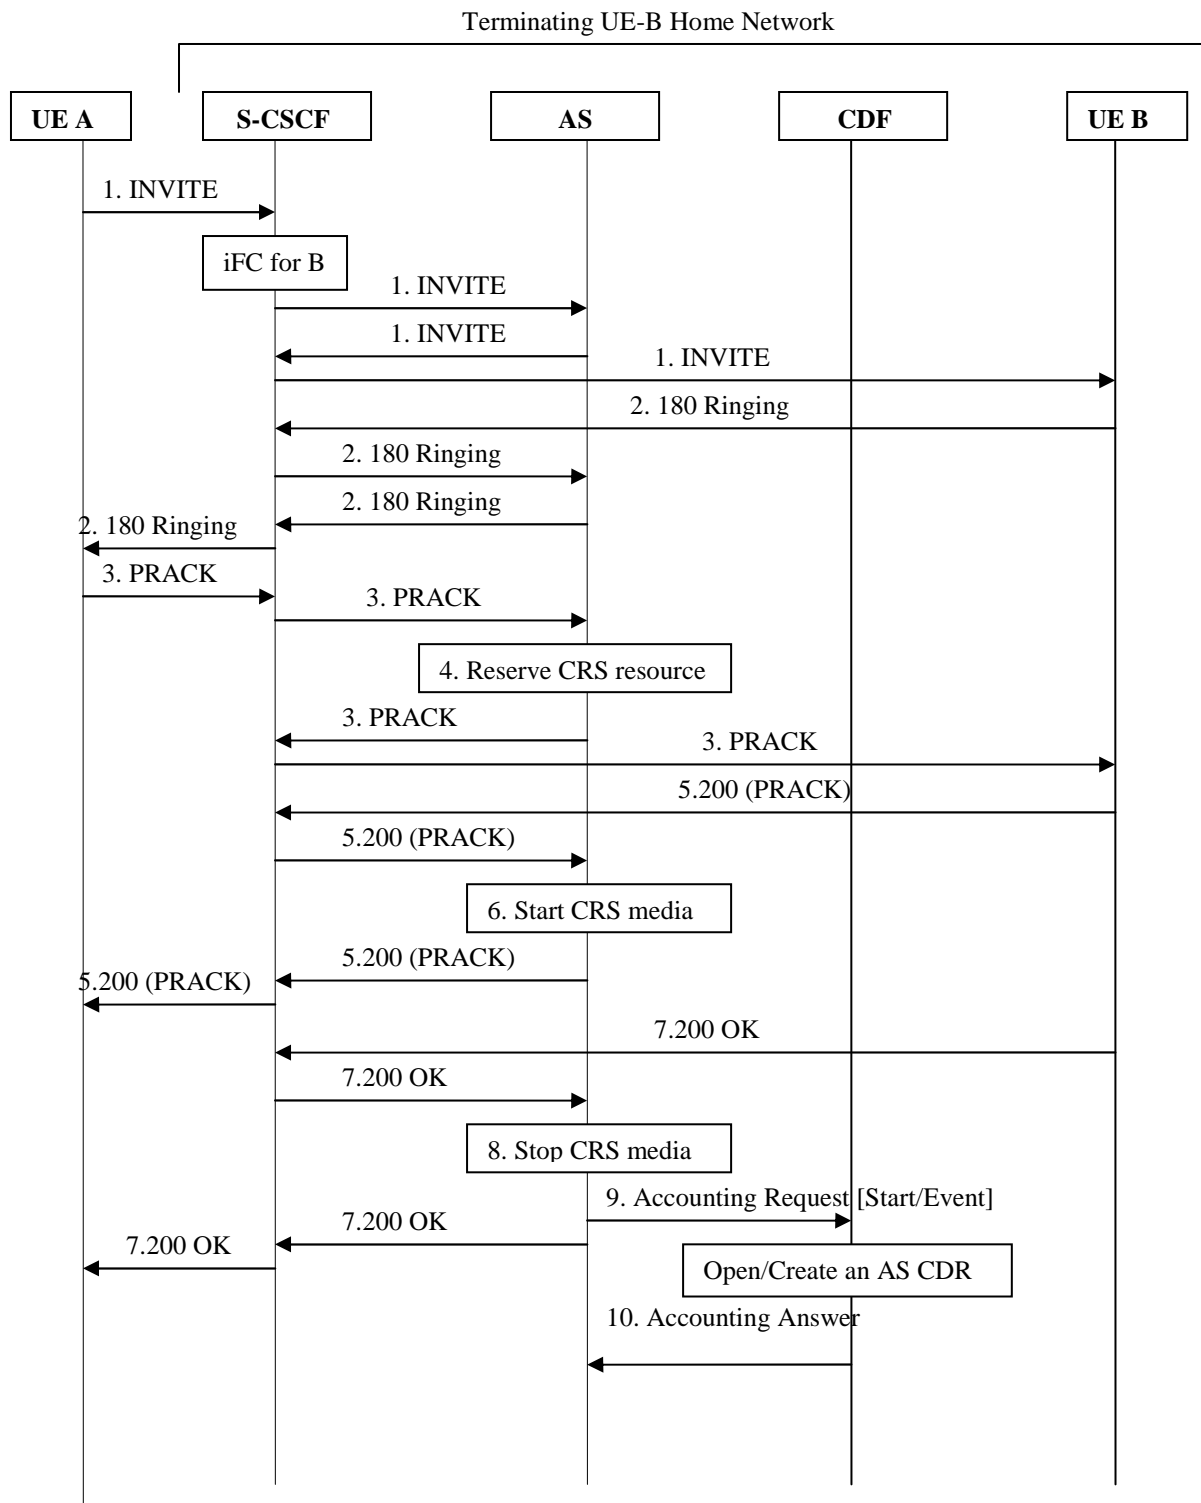 Terminating UE-B Home Network
UE A
S-CSCF
AS
CDF
UE B
1. INVITE
iFC for B
1. INVITE
1. INVITE
1. INVITE
2. 180 Ringing
2. 180 Ringing
2. 180 Ringing
2. 180 Ringing
3. PRACK
3. PRACK
4. Reserve CRS resource
3. PRACK
3. PRACK
5.200 (PRACK)
5.200 (PRACK)
6. Start CRS media
5.200 (PRACK)
5.200 (PRACK)
7.200 OK
7.200 OK
8. Stop CRS media
9. Accounting Request [Start/Event]
7.200 OK
7.200 OK
Open/Create an AS CDR
10. Accounting Answer